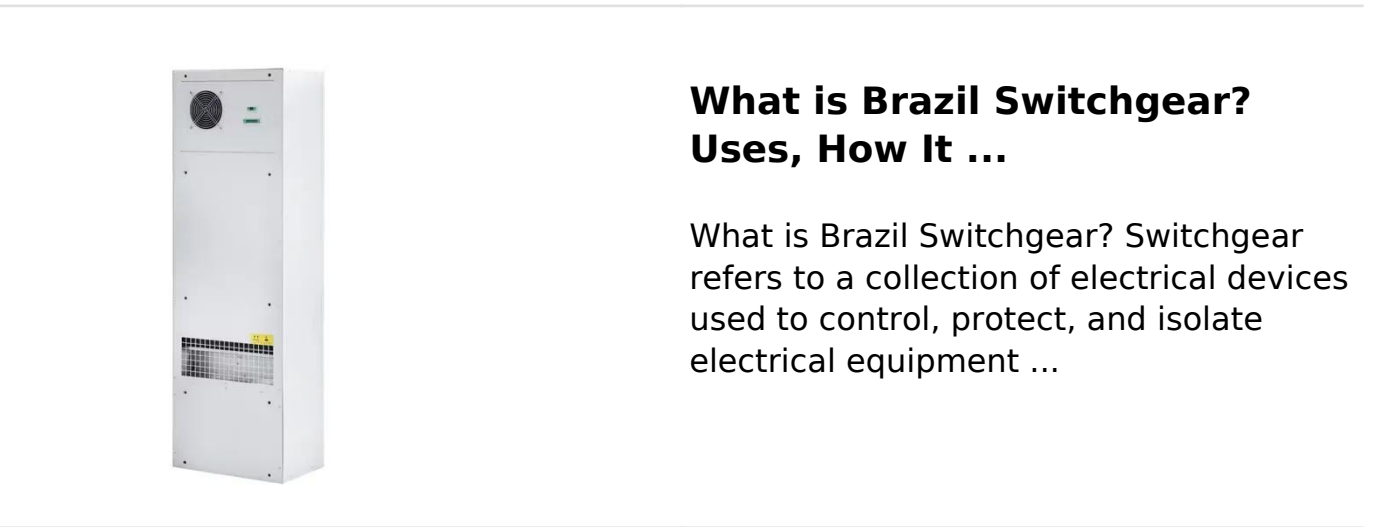 What is Brazil Switchgear?
Uses, How It ...
What is Brazil Switchgear? Switchgear
refers to a collection of electrical devices
used to control, protect, and isolate
electrical equipment ...